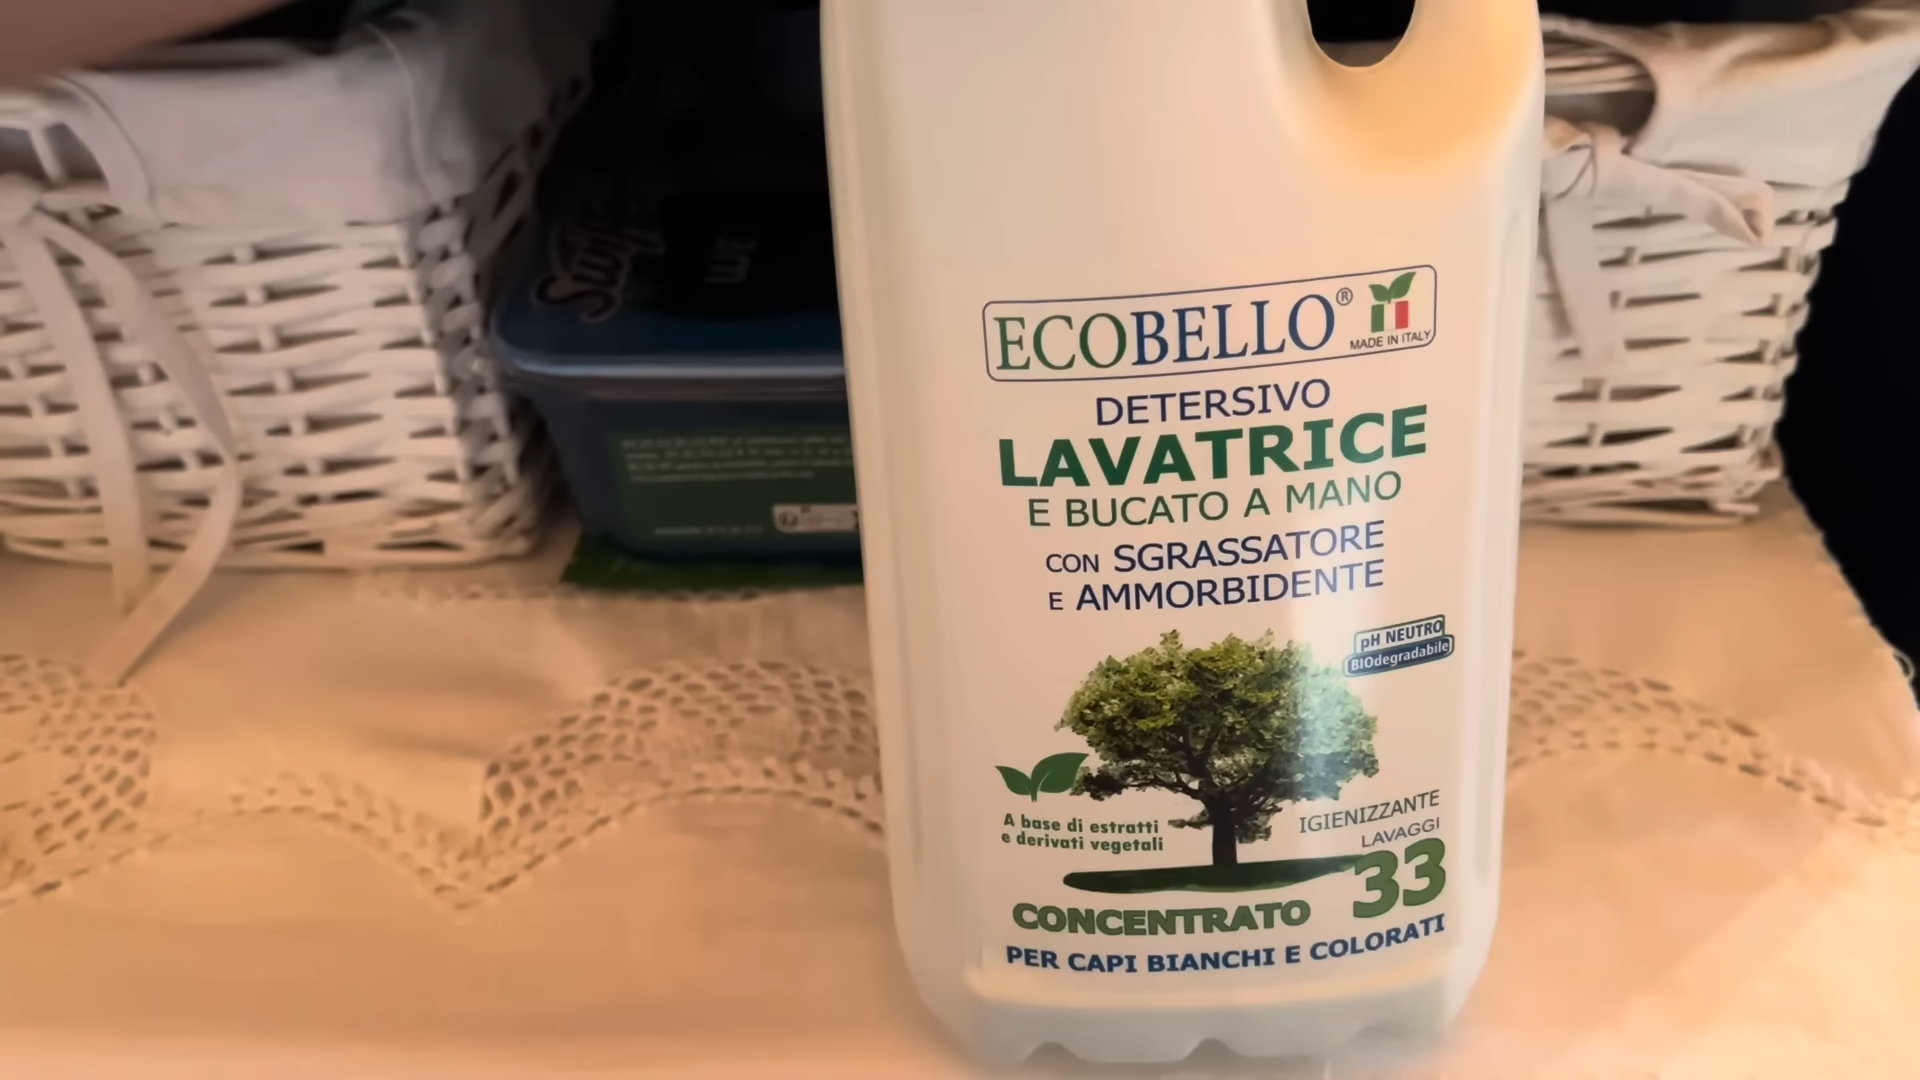 ECOBELLO®
MADE IN ITALY
DETERSIVO
LAVATRICE
E BUCATO A MANO
CON SGRASSATORE
E AMMORBIDENTE
pH NEUTRO
BIOdegradabile
A base di estratti
e derivati vegetali
IGIENIZZANTE
LAVAGGI
33
CONCENTRATO
PER CAPI BIANCHI E COLORATI